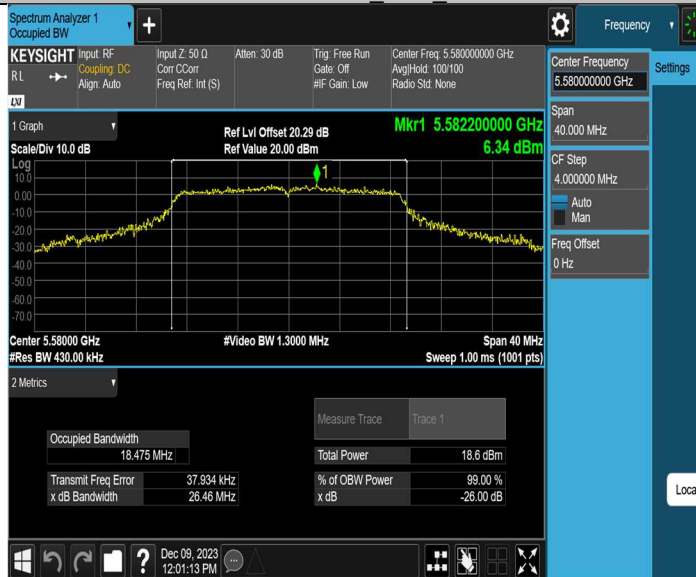 Spectrum Analyzer 1
Occupied BW
Frequency
KEYSIGHT
R L
LXI
Input: RF
Coupling: DC
Align: Auto
Input Z: 50 Ω
Corr CCorr
Freq Ref: Int (S)
Atten: 30 dB
Trig: Free Run
Gate: Off
#IF Gain: Low
Center Freq: 5.580000000 GHz
Avg|Hold: 100/100
Radio Std: None
Center Frequency
5.580000000 GHz
Settings
Span
40.000 MHz
CF Step
4.000000 MHz
Auto
Man
Freq Offset
0 Hz
1 Graph
Scale/Div 10.0 dB
Ref Lvl Offset 20.29 dB
Ref Value 20.00 dBm
Mkr1 5.582200000 GHz
6.34 dBm
Log
10.0
0.00
-10.0
-20.0
-30.0
-40.0
-50.0
-60.0
-70.0
1
Center 5.58000 GHz
#Res BW 430.00 kHz
#Video BW 1.3000 MHz
Span 40 MHz
Sweep 1.00 ms (1001 pts)
2 Metrics
Measure Trace
Trace 1
Occupied Bandwidth
18.475 MHz
Total Power
18.6 dBm
Transmit Freq Error
37.934 kHz
% of OBW Power
99.00 %
x dB Bandwidth
26.46 MHz
x dB
-26.00 dB
Loca
?
Dec 09, 2023
12:01:13 PM